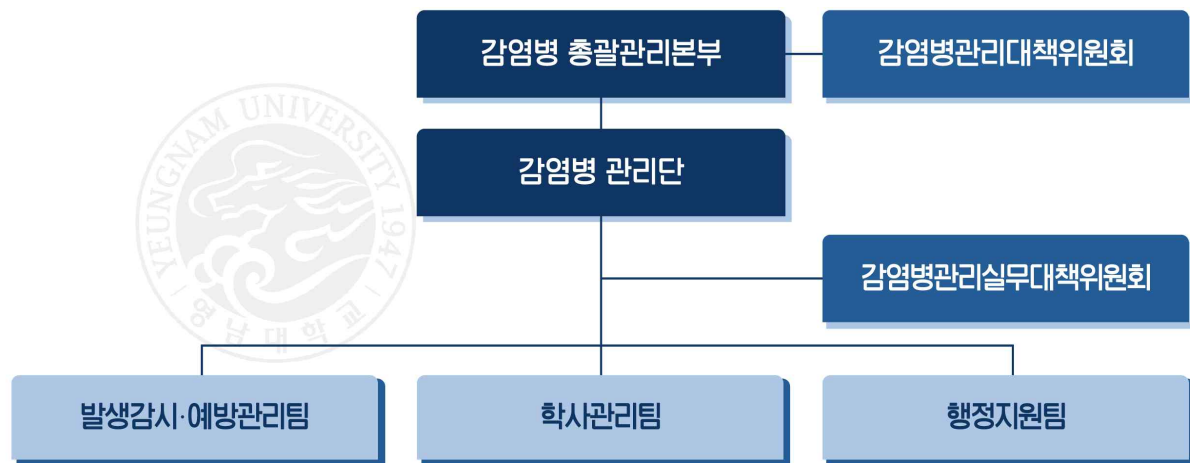 감염병 총괄관리본부
감염병관리대책위원회
감염병 관리단
감염병관리실무대책위원회
발생감시·예방관리팀
학사관리팀
행정지원팀
YEUNGNAM UNIVERSITY 1947
영남대학교